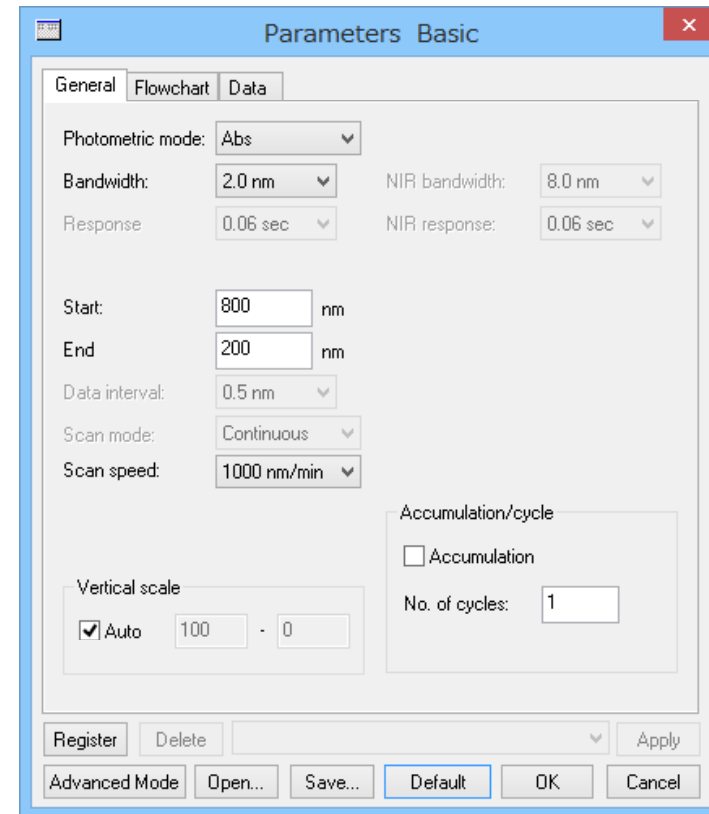 Parameters Basic
General Flowchart Data
Photometric mode: Abs
Bandwidth: 2.0 nm NIR bandwidth: 8.0 nm
Response 0.06 sec NIR response: 0.06 sec
Start: 800 nm
End 200 nm
Data interval: 0.5 nm
Scan mode: Continuous
Scan speed: 1000 nm/min
Accumulation/cycle
Accumulation
Vertical scale
No. of cycles: 1
Auto 100 - 0
Register Delete Apply
Advanced Mode Open... Save... Default OK Cancel